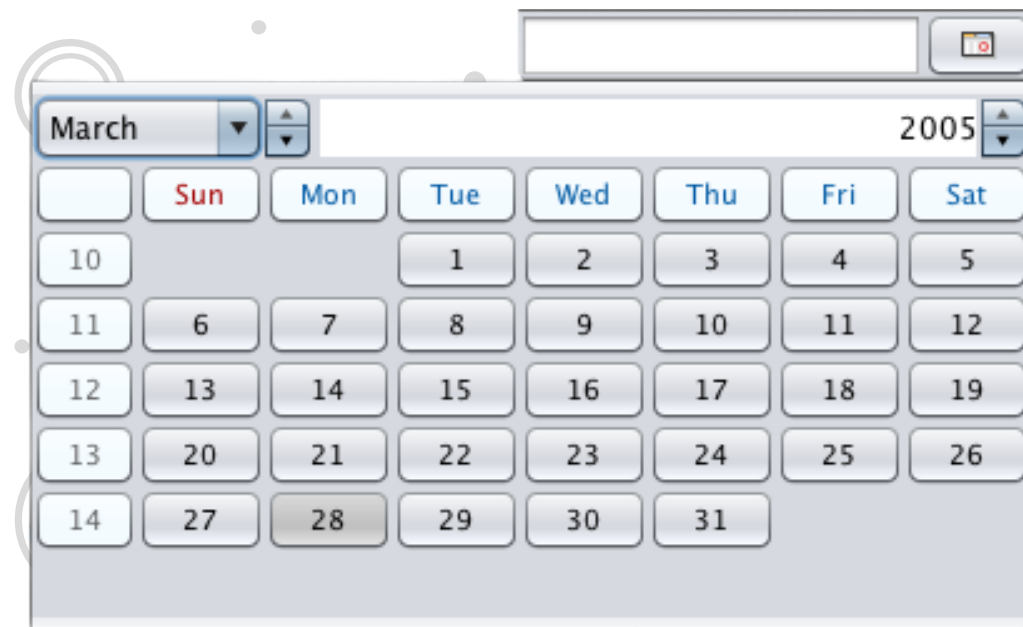 March 2005
Sun Mon Tue Wed Thu Fri Sat
10 1 2 3 4 5
11 6 7 8 9 10 11 12
12 13 14 15 16 17 18 19
13 20 21 22 23 24 25 26
14 27 28 29 30 31